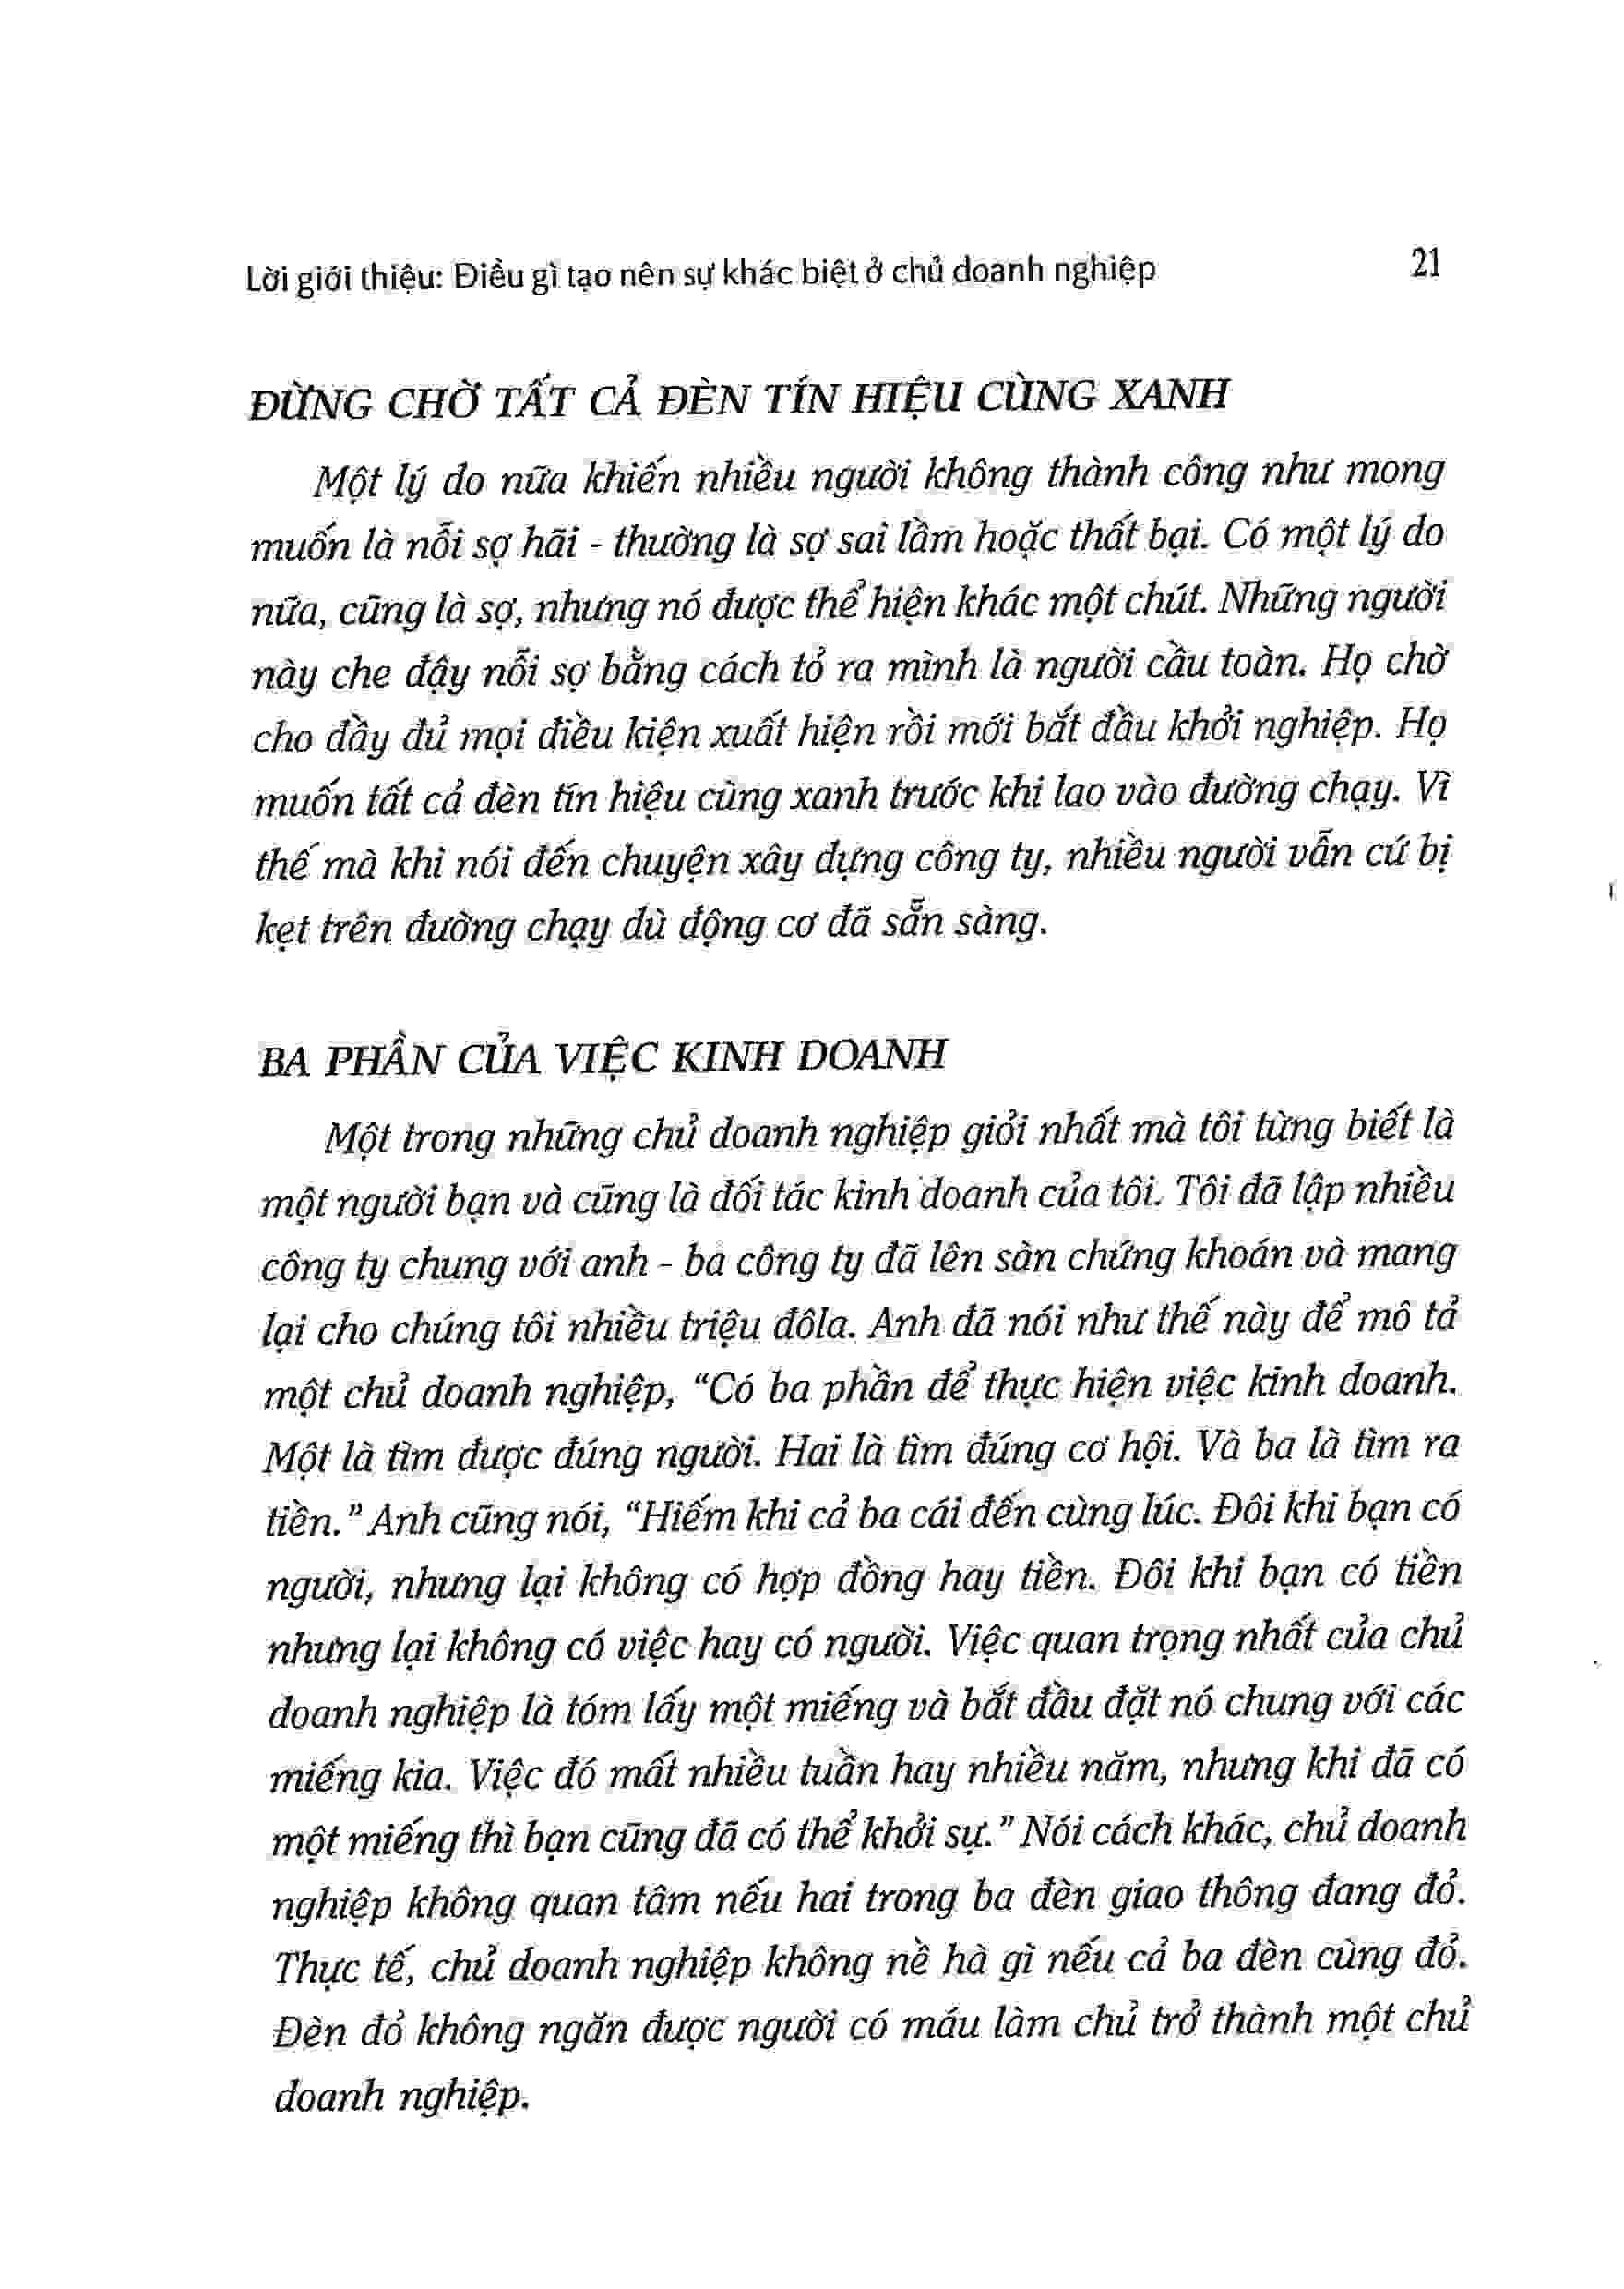 Lời giới thiệu: Điều gì tạo nên sự khác biệt ở chủ doanh nghiệp 21
ĐỪNG CHỜ TẤT CẢ ĐÈN TÍN HIỆU CÙNG XANH
Một lý do nữa khiến nhiều người không thành công như mong
muốn là nỗi sợ hãi - thường là sợ sai lầm hoặc thất bại. Có một lý do
nữa, cũng là sợ, nhưng nó được thể hiện khác một chút. Những người
này che đậy nỗi sợ bằng cách tỏ ra mình là người cầu toàn. Họ chờ
cho đầy đủ mọi điều kiện xuất hiện rồi mới bắt đầu khởi nghiệp. Họ
muốn tất cả đèn tín hiệu cùng xanh trước khi lao vào đường chạy. Vì
thế mà khi nói đến chuyện xây dựng công ty, nhiều người vẫn cứ bị
kẹt trên đường chạy dù động cơ đã sẵn sàng.
BA PHẦN CỦA VIỆC KINH DOANH
Một trong những chủ doanh nghiệp giỏi nhất mà tôi từng biết là
một người bạn và cũng là đối tác kinh doanh của tôi. Tôi đã lập nhiều
công ty chung với anh - ba công ty đã lên sàn chứng khoán và mang
lại cho chúng tôi nhiều triệu đôla. Anh đã nói như thế này để mô tả
một chủ doanh nghiệp, “Có ba phần để thực hiện việc kinh doanh.
Một là tìm được đúng người. Hai là tìm đúng cơ hội. Và ba là tìm ra
tiền.” Anh cũng nói, “Hiếm khi cả ba cái đến cùng lúc. Đôi khi bạn có
người, nhưng lại không có hợp đồng hay tiền. Đôi khi bạn có tiền
nhưng lại không có việc hay có người. Việc quan trọng nhất của chủ
doanh nghiệp là tóm lấy một miếng và bắt đầu đặt nó chung với các
miếng kia. Việc đó mất nhiều tuần hay nhiều năm, nhưng khi đã có
một miếng thì bạn cũng đã có thể khởi sự.” Nói cách khác, chủ doanh
nghiệp không quan tâm nếu hai trong ba đèn giao thông đang đỏ.
Thực tế, chủ doanh nghiệp không nề hà gì nếu cả ba đèn cùng đỏ.
Đèn đỏ không ngăn được người có máu làm chủ trở thành một chủ
doanh nghiệp.